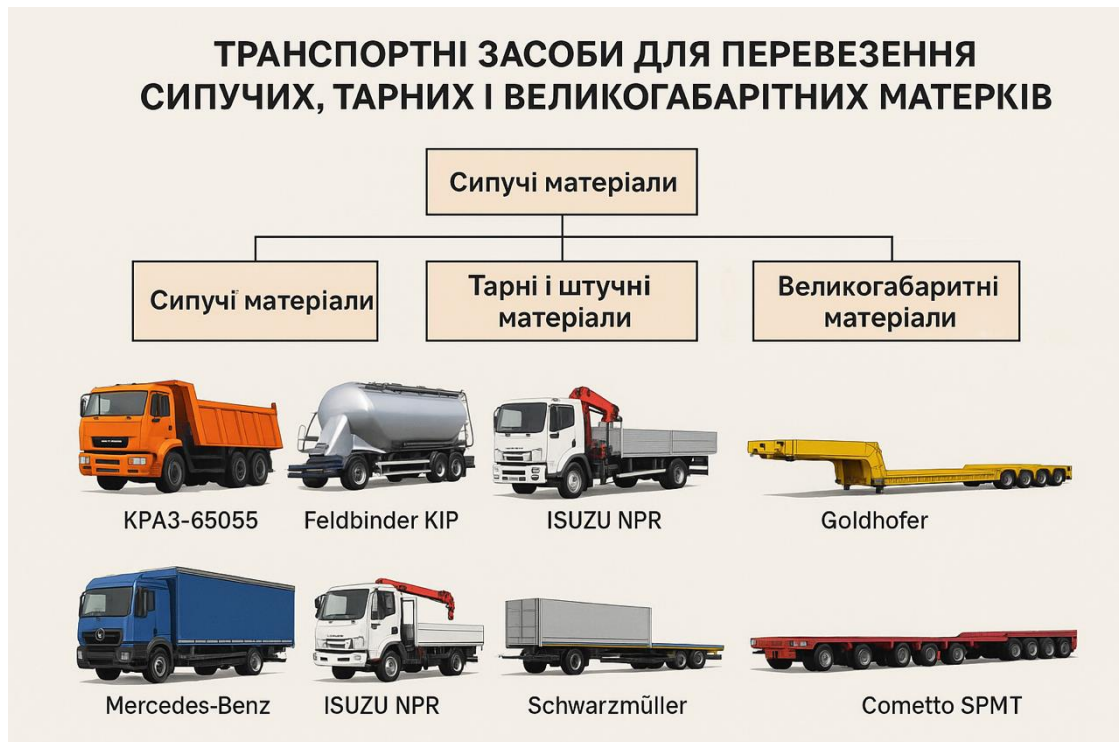 ТРАНСПОРТНІ ЗАСОБИ ДЛЯ ПЕРЕВЕЗЕННЯ
СИПУЧИХ, ТАРНИХ І ВЕЛИКОГАБАРІТНИХ МАТЕРКІВ
Сипучі матеріали
Сипучі матеріали
Тарні і штучні
матеріали
Великогабаритні
матеріали
КРАЗ-65055
Feldbinder KIP
ISUZU NPR
Goldhofer
Mercedes-Benz
ISUZU NPR
Schwarzmüller
Cometto SPMT